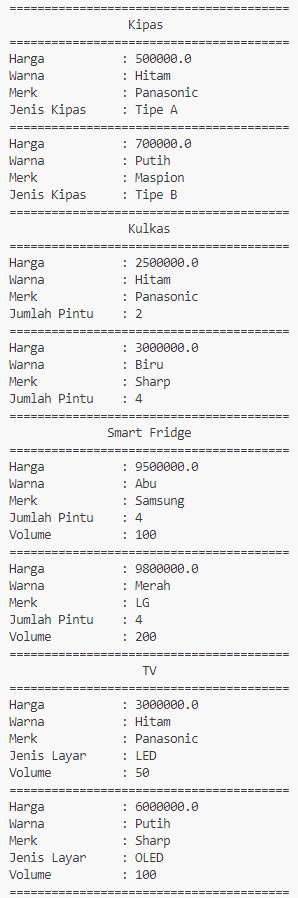 ========================================
Kipas
========================================
Harga : 500000.0
Warna : Hitam
Merk : Panasonic
Jenis Kipas : Tipe A
========================================
Harga : 700000.0
Warna : Putih
Merk : Maspion
Jenis Kipas : Tipe B
========================================
Kulkas
========================================
Harga : 2500000.0
Warna : Hitam
Merk : Panasonic
Jumlah Pintu : 2
========================================
Harga : 3000000.0
Warna : Biru
Merk : Sharp
Jumlah Pintu : 4
========================================
Smart Fridge
========================================
Harga : 9500000.0
Warna : Abu
Merk : Samsung
Jumlah Pintu : 4
Volume : 100
========================================
Harga : 9800000.0
Warna : Merah
Merk : LG
Jumlah Pintu : 4
Volume : 200
========================================
TV
========================================
Harga : 3000000.0
Warna : Hitam
Merk : Panasonic
Jenis Layar : LED
Volume : 50
========================================
Harga : 6000000.0
Warna : Putih
Merk : Sharp
Jenis Layar : OLED
Volume : 100
========================================